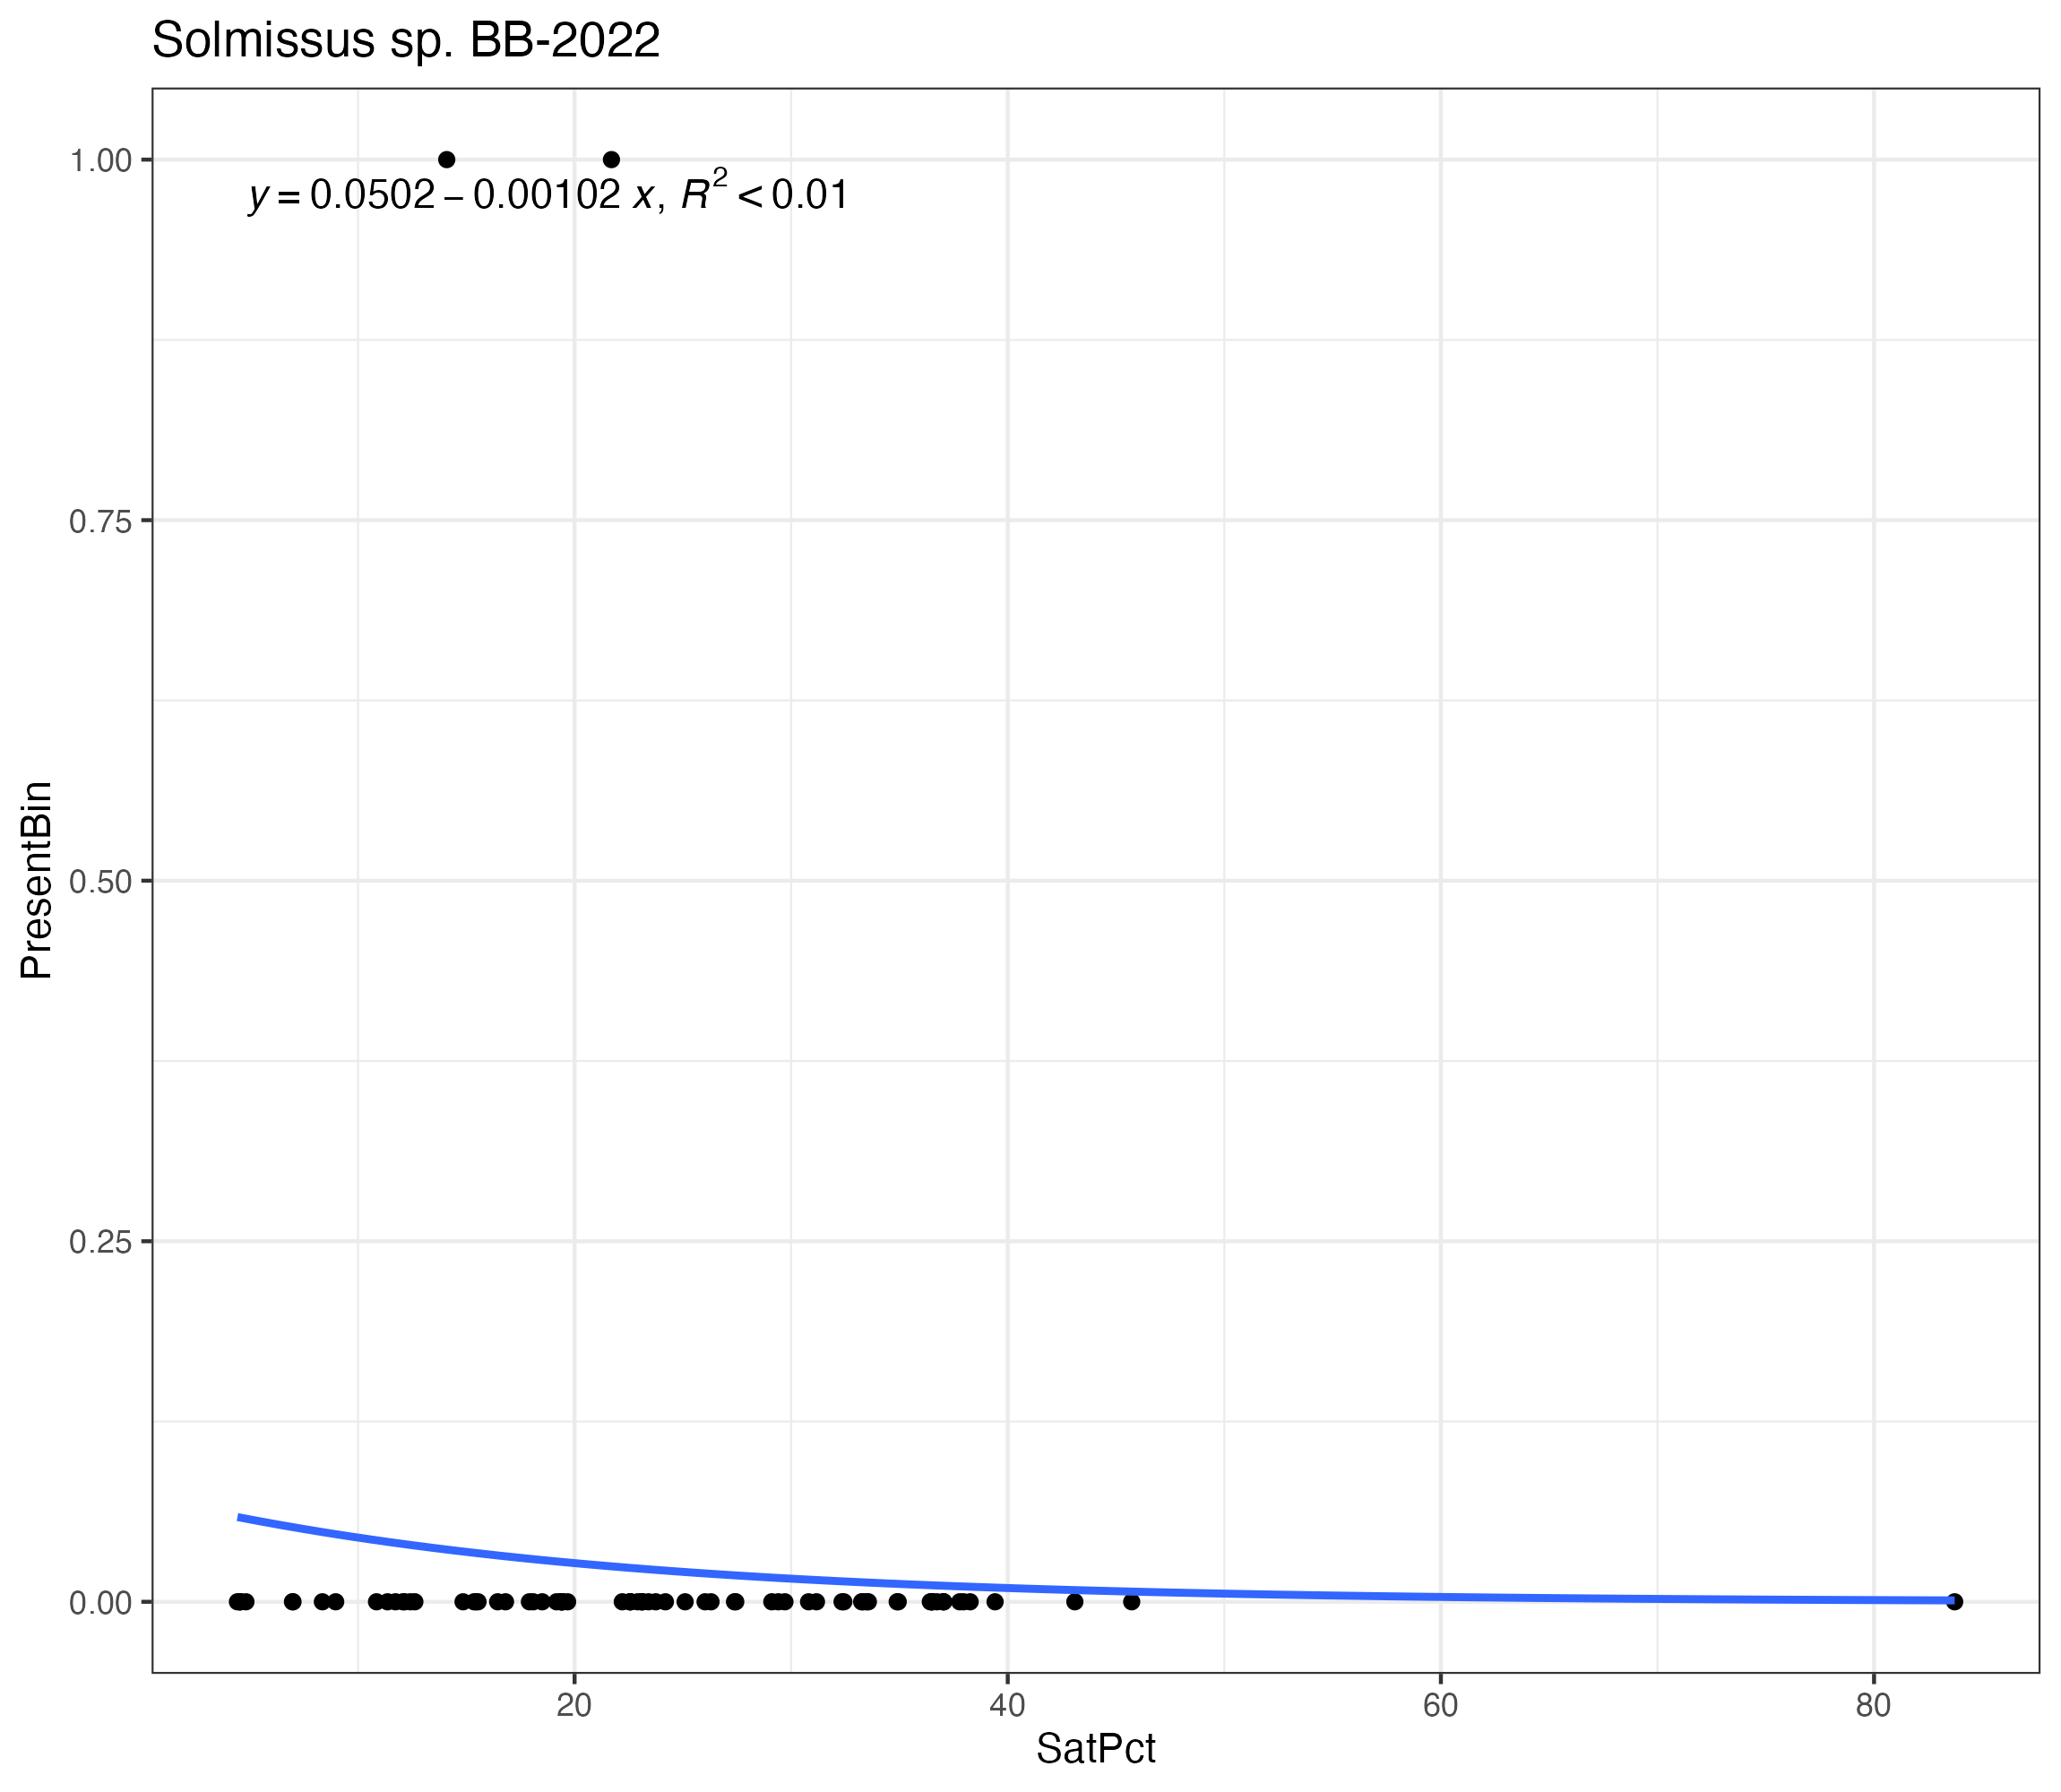 Solmissus sp. BB-2022
1.00
y = 0.0502 − 0.00102 x, R² < 0.01
0.75
0.50
0.25
0.00
PresentBin
20 40 60 80
SatPct